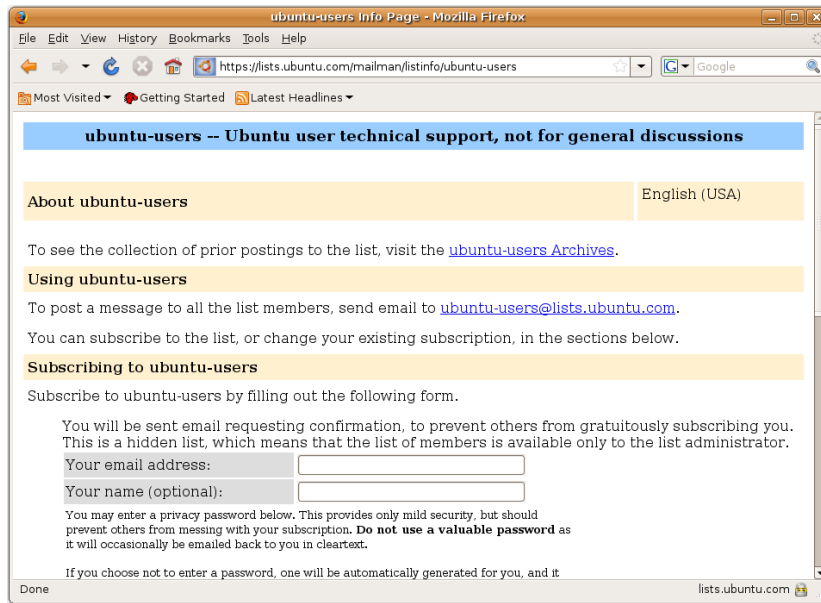 ubuntu-users Info Page - Mozilla Firefox
File Edit View History Bookmarks Tools Help
https://lists.ubuntu.com/mailman/listinfo/ubuntu-users
G Google
Most Visited Getting Started Latest Headlines
ubuntu-users -- Ubuntu user technical support, not for general discussions
About ubuntu-users
English (USA)
To see the collection of prior postings to the list, visit the ubuntu-users Archives.
Using ubuntu-users
To post a message to all the list members, send email to ubuntu-users@lists.ubuntu.com.
You can subscribe to the list, or change your existing subscription, in the sections below.
Subscribing to ubuntu-users
Subscribe to ubuntu-users by filling out the following form.
You will be sent email requesting confirmation, to prevent others from gratuitously subscribing you.
This is a hidden list, which means that the list of members is available only to the list administrator.
Your email address:
Your name (optional):
You may enter a privacy password below. This provides only mild security, but should
prevent others from messing with your subscription. Do not use a valuable password as
it will occasionally be emailed back to you in cleartext.
If you choose not to enter a password, one will be automatically generated for you, and it
Done
lists.ubuntu.com